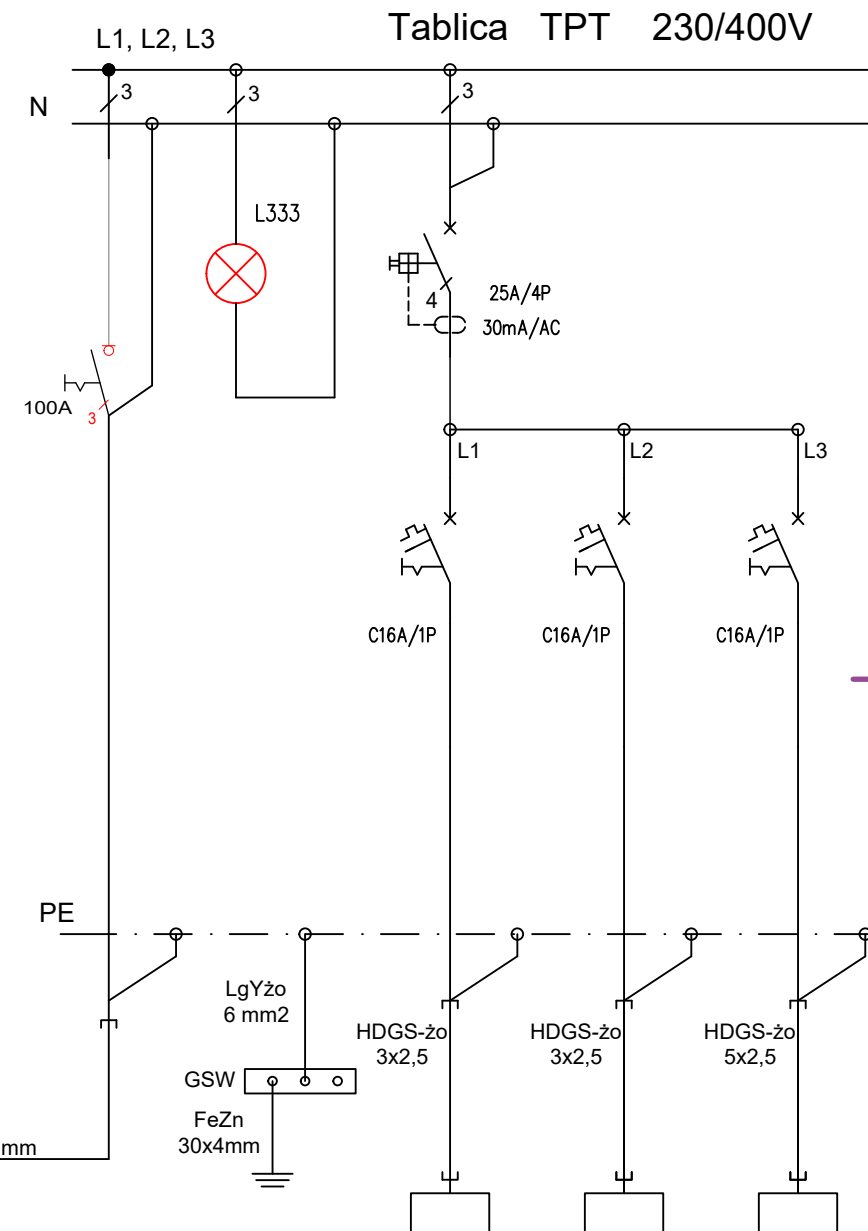 Tablica TPT 230/400V
L1, L2, L3
N
3
3
3
L333
4
25A/4P
30mA/AC
100A
3
L1
L2
L3
C16A/1P
C16A/1P
C16A/1P
PE
LgYżo
6 mm2
HDGS-żo
3x2,5
HDGS-żo
3x2,5
HDGS-żo
5x2,5
GSW
FeZn
30x4mm
mm